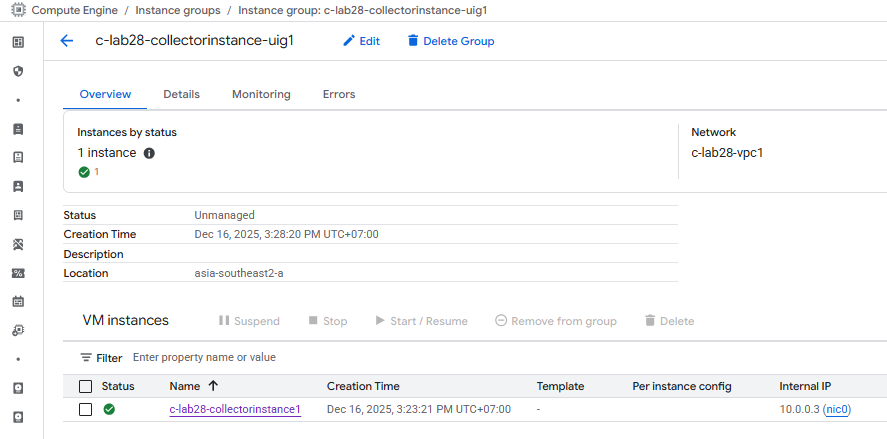 Compute Engine / Instance groups / Instance group: c-lab28-collectorinstance-uig1
c-lab28-collectorinstance-uig1 Edit Delete Group
Overview Details Monitoring Errors
Instances by status Network
1 instance c-lab28-vpc1
1
Status Unmanaged
Creation Time Dec 16, 2025, 3:28:20 PM UTC+07:00
Description
Location asia-southeast2-a
VM instances Suspend Stop Start / Resume Remove from group Delete
Filter Enter property name or value
Status Name Creation Time Template Per instance config Internal IP
c-lab28-collectorinstance1 Dec 16, 2025, 3:23:21 PM UTC+07:00 - 10.0.0.3 (nic0)